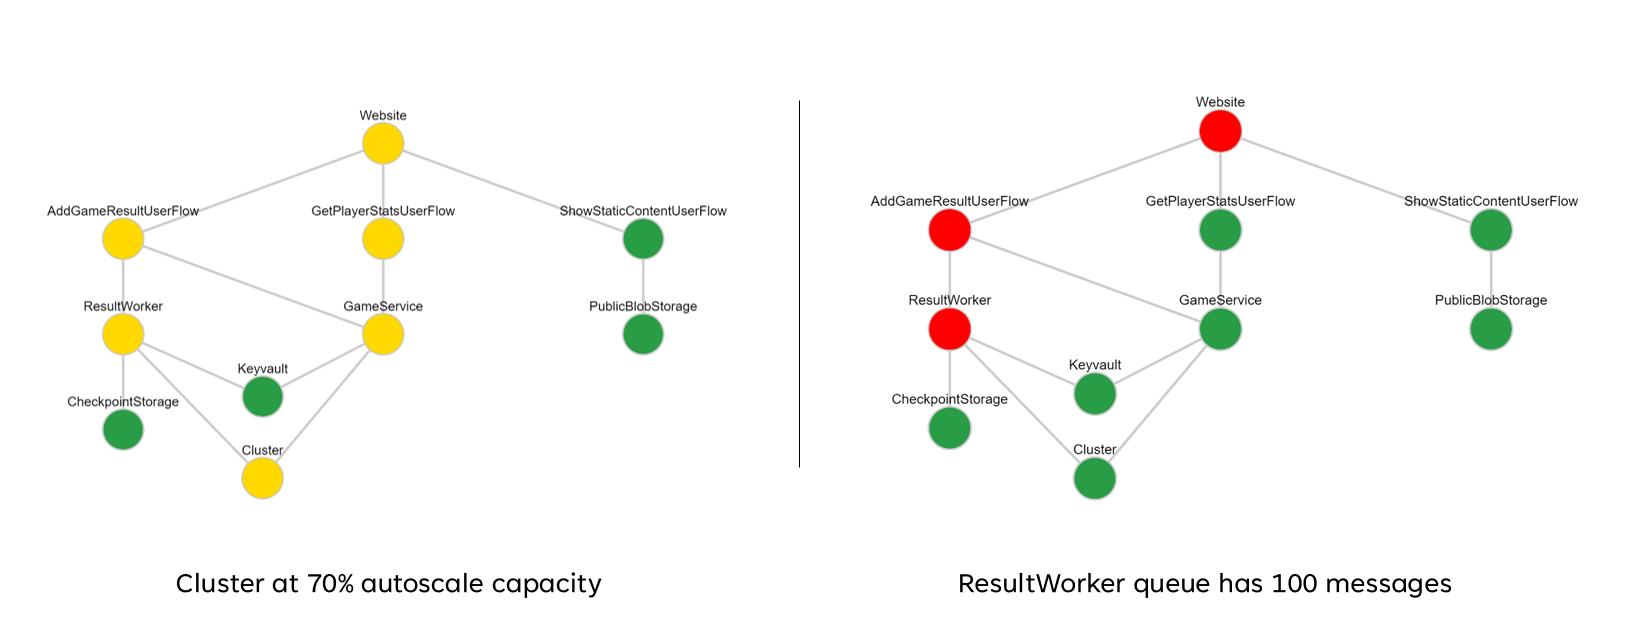 Website
AddGameResultUserFlow
GetPlayerStatsUserFlow
ShowStaticContentUserFlow
ResultWorker
GameService
PublicBlobStorage
Keyvault
CheckpointStorage
Cluster
Cluster at 70% autoscale capacity
Website
AddGameResultUserFlow
GetPlayerStatsUserFlow
ShowStaticContentUserFlow
ResultWorker
GameService
PublicBlobStorage
Keyvault
CheckpointStorage
Cluster
ResultWorker queue has 100 messages